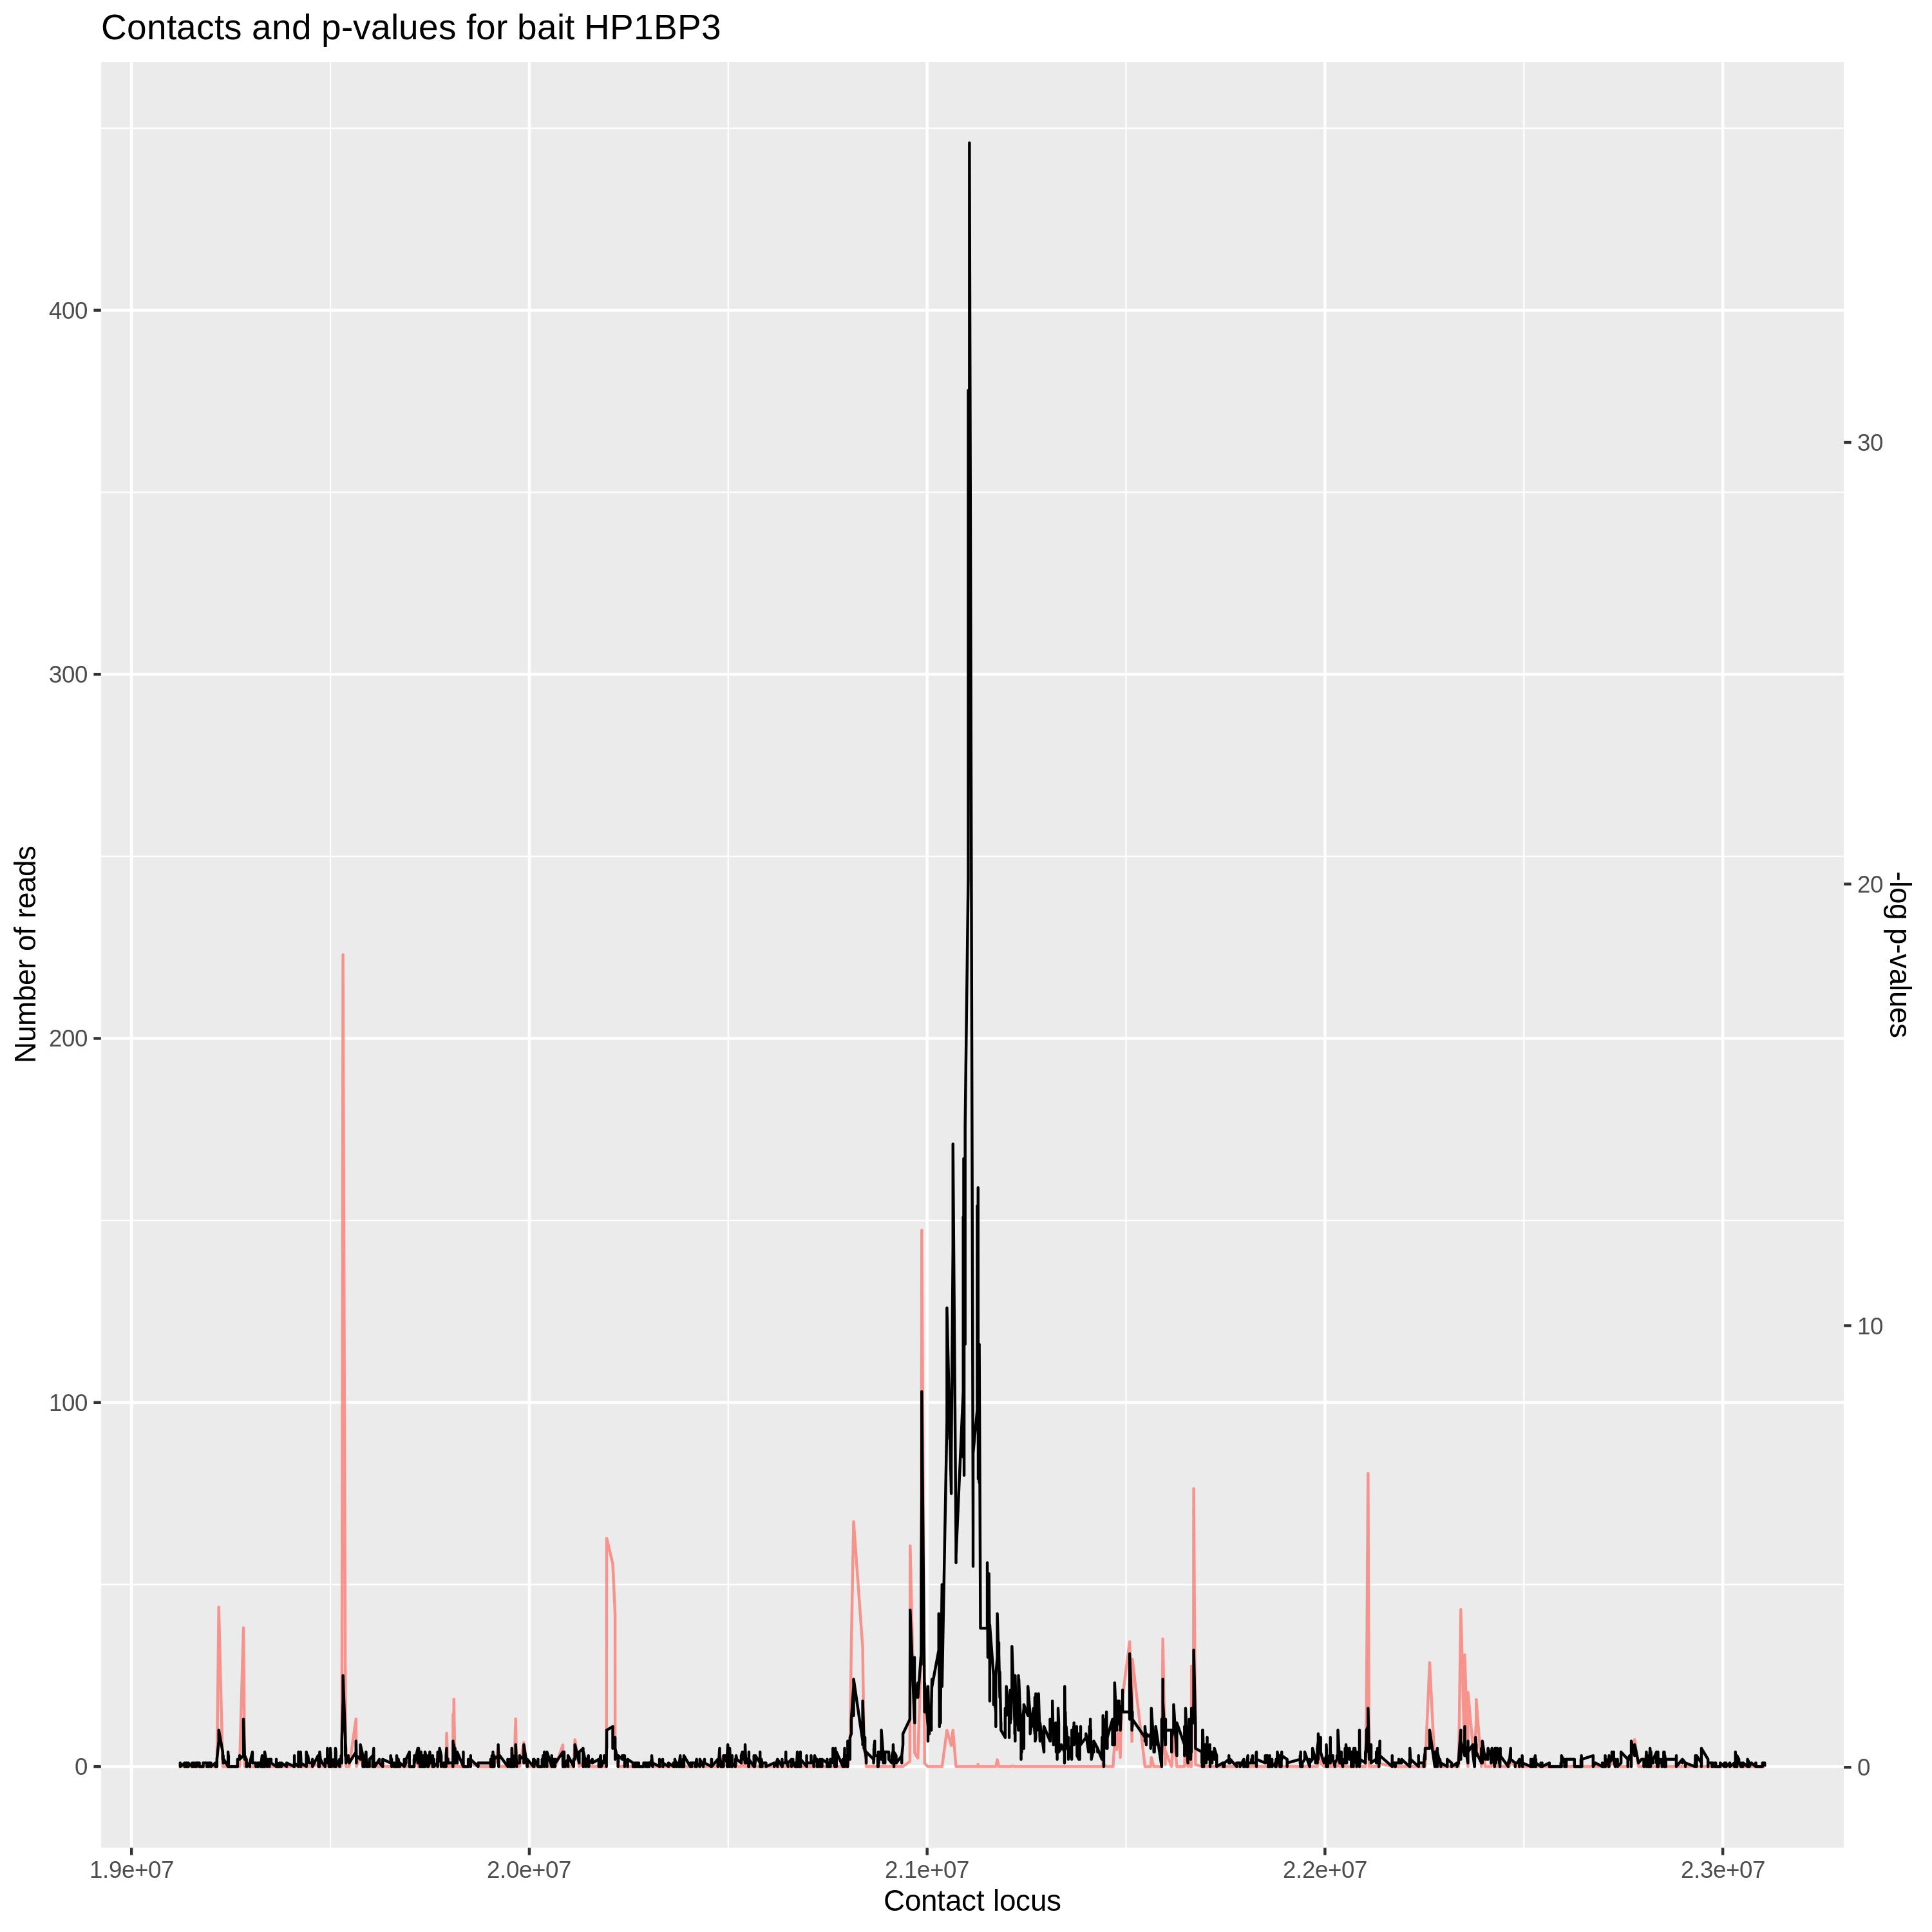 Contacts and p-values for bait HP1BP3
400
300
200
100
0
Number of reads
30
20
10
0
-log p-values
1.9e+07 2.0e+07 2.1e+07 2.2e+07 2.3e+07
Contact locus